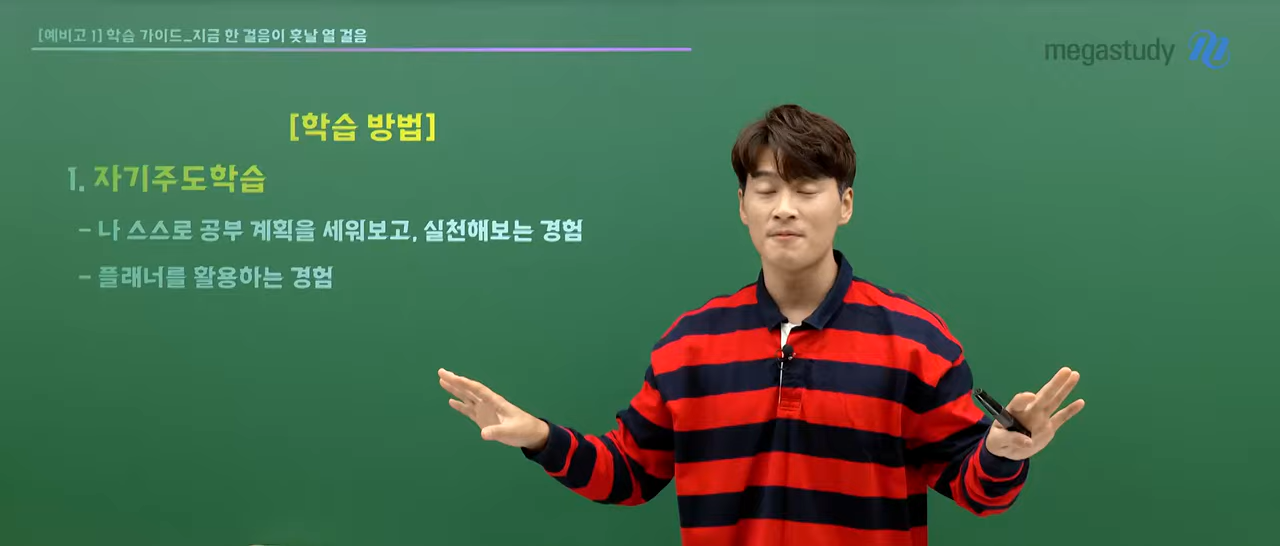 [예비고 1] 학습 가이드_지금 한 걸음이 훗날 열 걸음
megastudy
[학습 방법]
1. 자기주도학습
- 나 스스로 공부 계획을 세워보고, 실천해보는 경험
- 플래너를 활용하는 경험